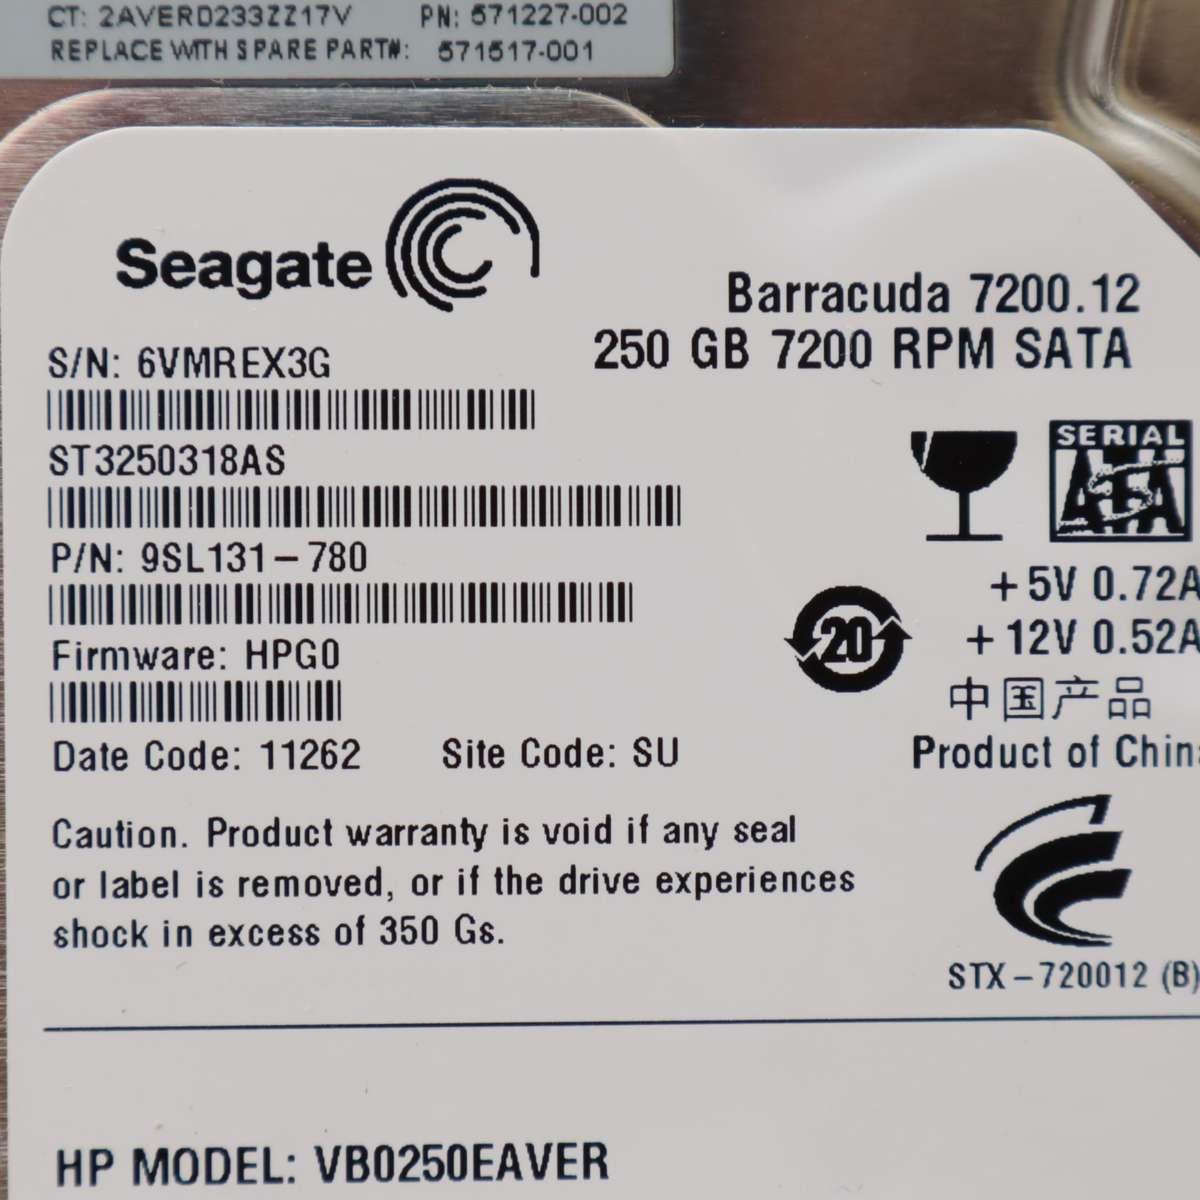 CT: 2AVERD233ZZ17V PN: 571227-002
REPLACE WITH SPARE PART#: 571517-001
Seagate
Barracuda 7200.12
250 GB 7200 RPM SATA
S/N: 6VMREX3G
ST3250318AS
SERIAL
ATA
P/N: 9SL131-780
+5V 0.72A
+12V 0.52A
20
Firmware: HPG0
中国产品
Date Code: 11262 Site Code: SU
Product of China
Caution. Product warranty is void if any seal
or label is removed, or if the drive experiences
shock in excess of 350 Gs.
STX-720012 (B)
HP MODEL: VB0250EAVER